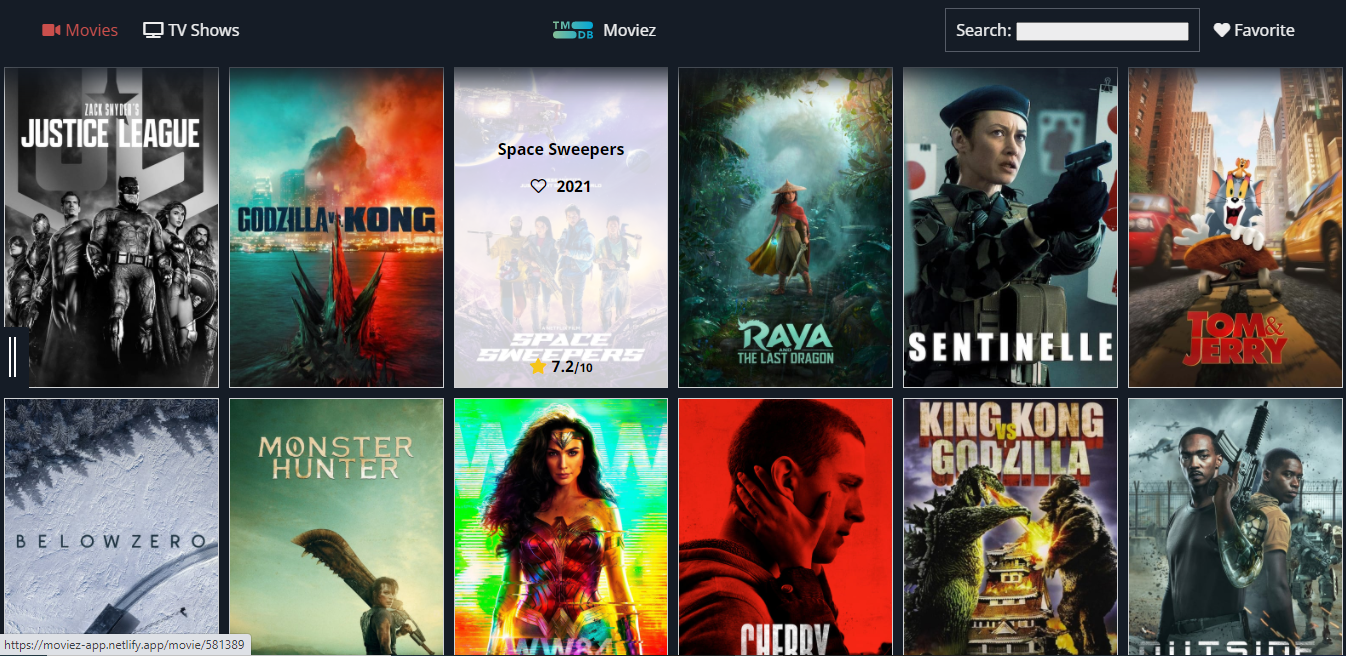 Movies
TV Shows
TM
DB
Moviez
Search:
Favorite
ZACK SNYDER'S
JUSTICE LEAGUE
GODZILLA vs. KONG
Space Sweepers
2021
SPACE
SWEEPERS
7.2/10
RAYA
AND
THE LAST DRAGON
SENTINELLE
TOM &
JERRY
BELOW ZERO
MONSTER
HUNTER
WW84
CHERRY
KING KONG
VS
GODZILLA
OUTSIDE
https://moviez-app.netlify.app/movie/581389